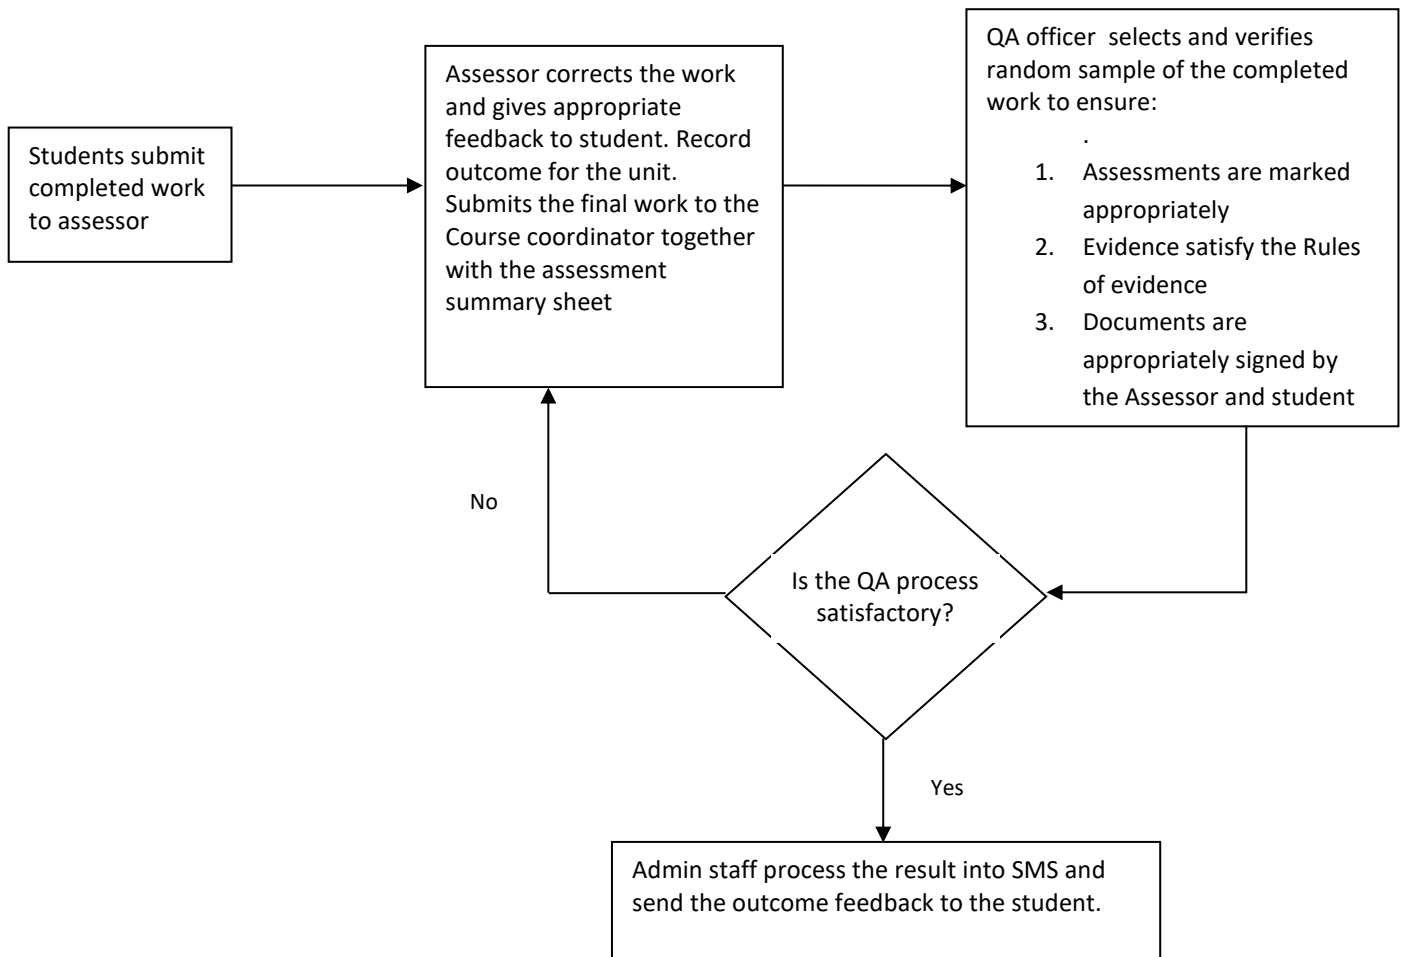 Students submit
completed work
to assessor
Assessor corrects the work
and gives appropriate
feedback to student. Record
outcome for the unit.
Submits the final work to the
Course coordinator together
with the assessment
summary sheet
QA officer  selects and verifies
random sample of the completed
work to ensure:
.
1. Assessments are marked
appropriately
2. Evidence satisfy the Rules
of evidence
3. Documents are
appropriately signed by
the Assessor and student
No
Is the QA process
satisfactory?
Yes
Admin staff process the result into SMS and
send the outcome feedback to the student.